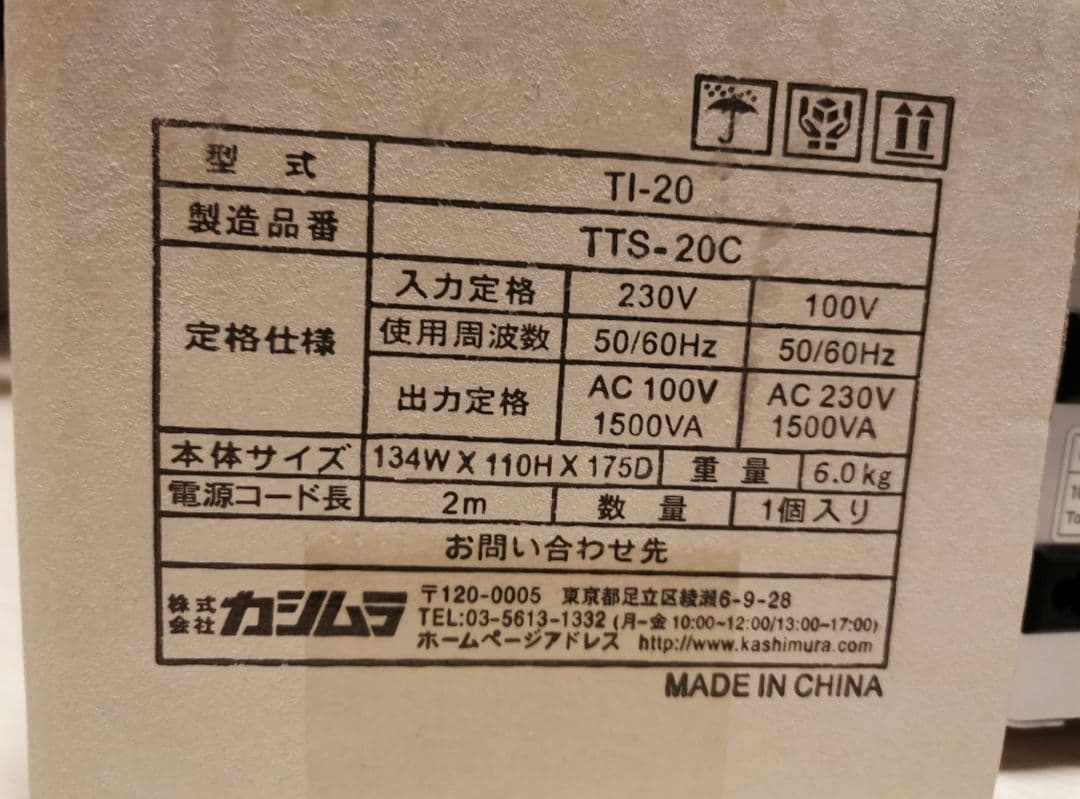 型 式 TI-20
製造品番 TTS-20C
定格仕様
入力定格 230V 100V
使用周波数 50/60Hz 50/60Hz
出力定格 AC 100V 1500VA AC 230V 1500VA
本体サイズ 134W X 110H X 175D 重 量 6.0kg
電源コード長 2m 数 量 1個入り
お問い合わせ先
株式会社 カシムラ
〒120-0005 東京都足立区綾瀬6-9-28
TEL:03-5613-1332 (月~金 10:00~12:00/13:00~17:00)
ホームページアドレス http://www.kashimura.com
MADE IN CHINA